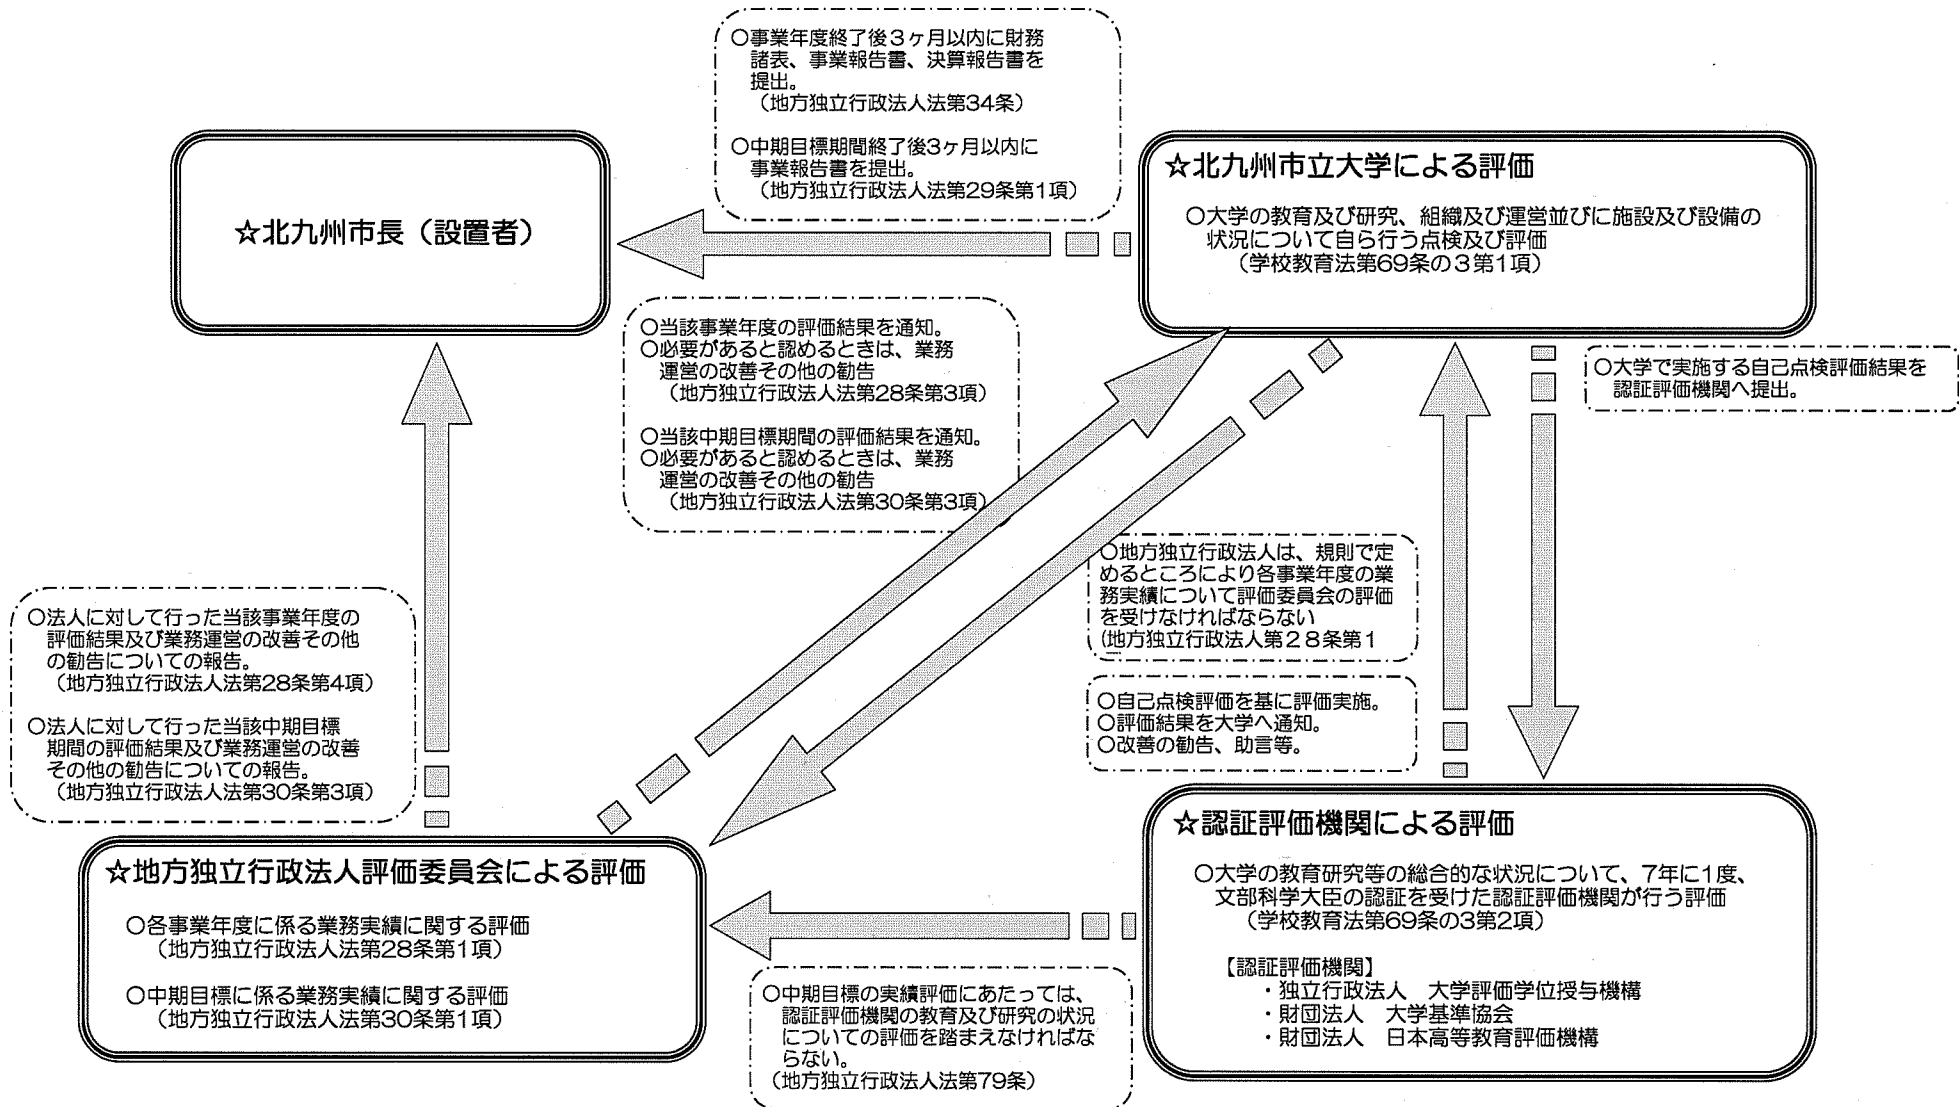 ○事業年度終了後3ヶ月以内に財務
諸表、事業報告書、決算報告書を
提出。
（地方独立行政法人法第34条）
○中期目標期間終了後3ヶ月以内に
事業報告書を提出。
（地方独立行政法人法第29条第1項）
☆北九州市長（設置者）
☆北九州市立大学による評価
○大学の教育及び研究、組織及び運営並びに施設及び設備の
状況について自ら行う点検及び評価
（学校教育法第69条の3第1項）
○当該事業年度の評価結果を通知。
○必要があると認めるときは、業務
運営の改善その他の勧告
（地方独立行政法人法第28条第3項）
○当該中期目標期間の評価結果を通知。
○必要があると認めるときは、業務
運営の改善その他の勧告
（地方独立行政法人法第30条第3項）
○大学で実施する自己点検評価結果を
認証評価機関へ提出。
○地方独立行政法人は、規則で定
めるところにより各事業年度の業
務実績について評価委員会の評価
を受けなければならない
(地方独立行政法人第２８条第１
○法人に対して行った当該事業年度の
評価結果及び業務運営の改善その他
の勧告についての報告。
（地方独立行政法人法第28条第4項）
○法人に対して行った当該中期目標
期間の評価結果及び業務運営の改善
その他の勧告についての報告。
（地方独立行政法人法第30条第3項）
○自己点検評価を基に評価実施。
○評価結果を大学へ通知。
○改善の勧告、助言等。
☆地方独立行政法人評価委員会による評価
○各事業年度に係る業務実績に関する評価
（地方独立行政法人法第28条第1項）
○中期目標に係る業務実績に関する評価
（地方独立行政法人法第30条第1項）
○中期目標の実績評価にあたっては、
認証評価機関の教育及び研究の状況
についての評価を踏まえなければな
らない。
（地方独立行政法人法第79条）
☆認証評価機関による評価
○大学の教育研究等の総合的な状況について、7年に1度、
文部科学大臣の認証を受けた認証評価機関が行う評価
（学校教育法第69条の3第2項）
【認証評価機関】
・独立行政法人　大学評価学位授与機構
・財団法人　大学基準協会
・財団法人　日本高等教育評価機構